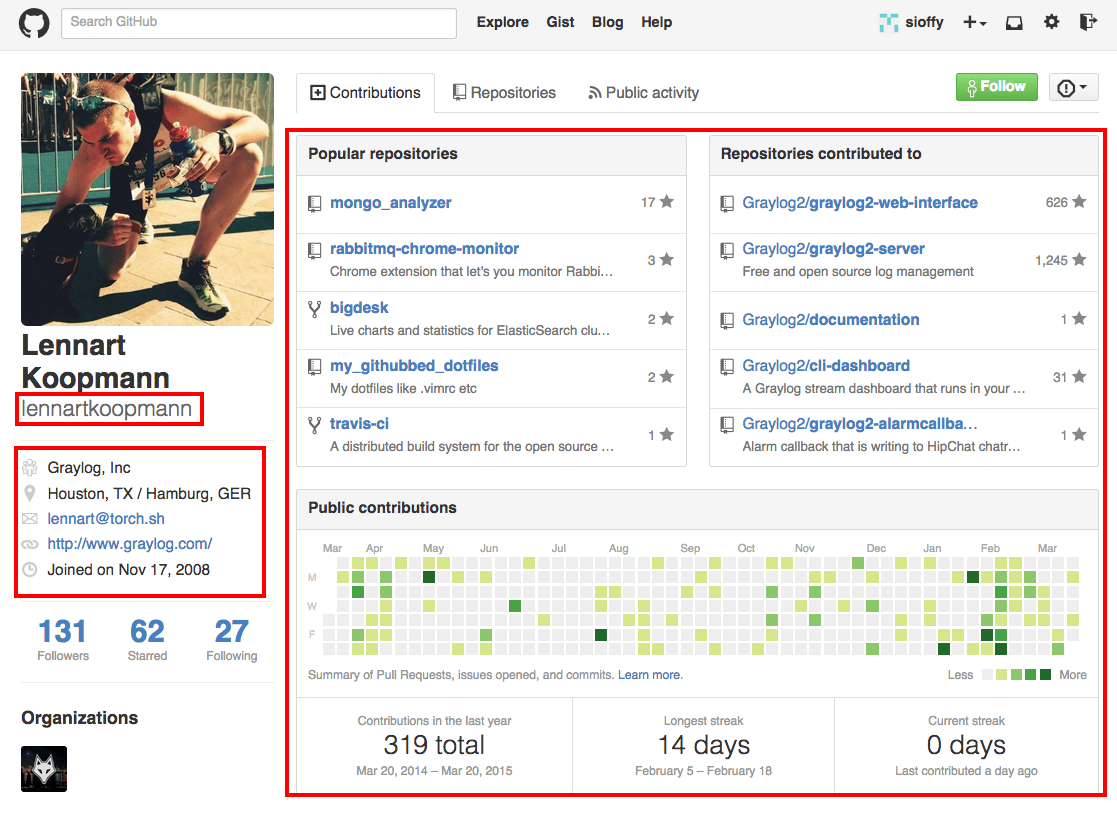 Search GitHub
Explore Gist Blog Help
sioffy
Contributions
Repositories
Public activity
Follow
Lennart
Koopmann
lennartkoopmann
Graylog, Inc
Houston, TX / Hamburg, GER
lennart@torch.sh
http://www.graylog.com/
Joined on Nov 17, 2008
131 62 27
Followers Starred Following
Organizations
Popular repositories
mongo_analyzer 17
rabbitmq-chrome-monitor
Chrome extension that let's you monitor Rabbi… 3
bigdesk
Live charts and statistics for ElasticSearch clu… 2
my_githubbed_dotfiles
My dotfiles like .vimrc etc 2
travis-ci
A distributed build system for the open source … 1
Repositories contributed to
Graylog2/graylog2-web-interface 626
Graylog2/graylog2-server
Free and open source log management 1,245
Graylog2/documentation 1
Graylog2/cli-dashboard
A Graylog stream dashboard that runs in your … 31
Graylog2/graylog2-alarmcallba…
Alarm callback that is writing to HipChat chatr… 1
Public contributions
Mar Apr May Jun Jul Aug Sep Oct Nov Dec Jan Feb Mar
M
W
F
Summary of Pull Requests, issues opened, and commits. Learn more.
Less More
Contributions in the last year
319 total
Mar 20, 2014 – Mar 20, 2015
Longest streak
14 days
February 5 – February 18
Current streak
0 days
Last contributed a day ago